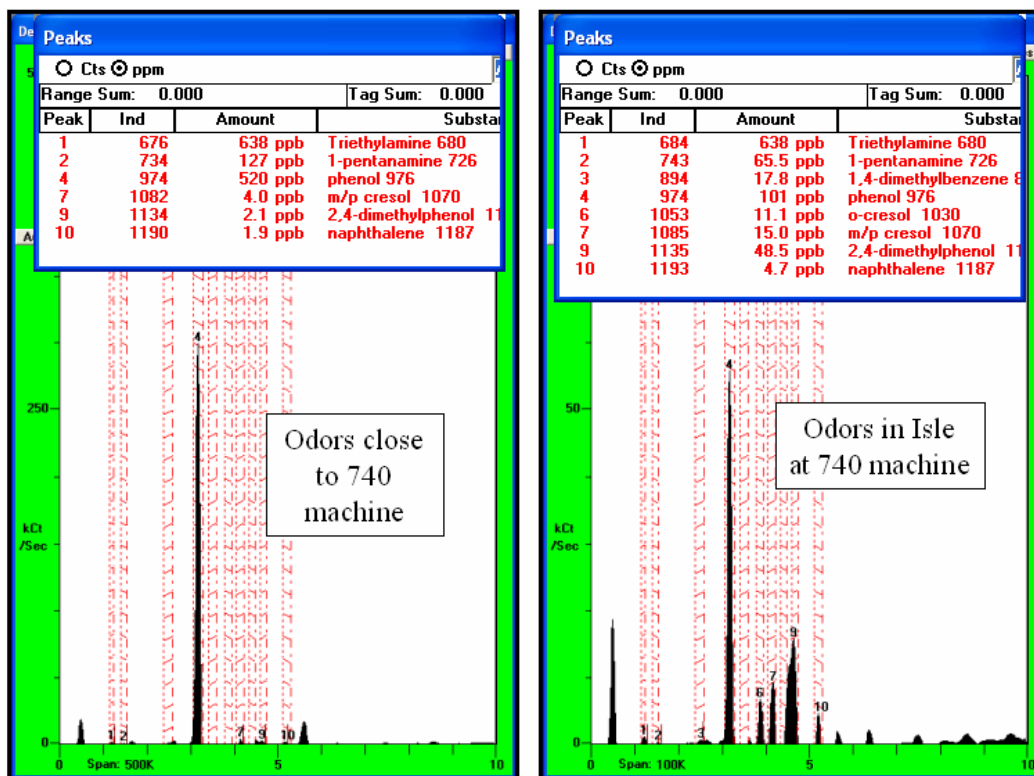 De
Peaks
Cts ppm
Range Sum: 0.000 Tag Sum: 0.000
Peak Ind Amount Substar
1 676 638 ppb Triethylamine 680
2 734 127 ppb 1-pentanamine 726
4 974 520 ppb phenol 976
7 1082 4.0 ppb m/p cresol 1070
9 1134 2.1 ppb 2,4-dimethylphenol 11
10 1190 1.9 ppb naphthalene 1187
4
250
Odors close
to 740
machine
kCt
/Sec
0
1 2 7 9 10
0 Span: 500K 5 10
Peaks
Cts ppm
Range Sum: 0.000 Tag Sum: 0.000
Peak Ind Amount Substar
1 684 638 ppb Triethylamine 680
2 743 65.5 ppb 1-pentanamine 726
3 894 17.8 ppb 1,4-dimethylbenzene 8
4 974 101 ppb phenol 976
6 1053 11.1 ppb o-cresol 1030
7 1085 15.0 ppb m/p cresol 1070
9 1135 48.5 ppb 2,4-dimethylphenol 11
10 1193 4.7 ppb naphthalene 1187
4
50
Odors in Isle
at 740 machine
kCt
/Sec
9
7
6
10
0
1 2 3
0 Span: 100K 5 10